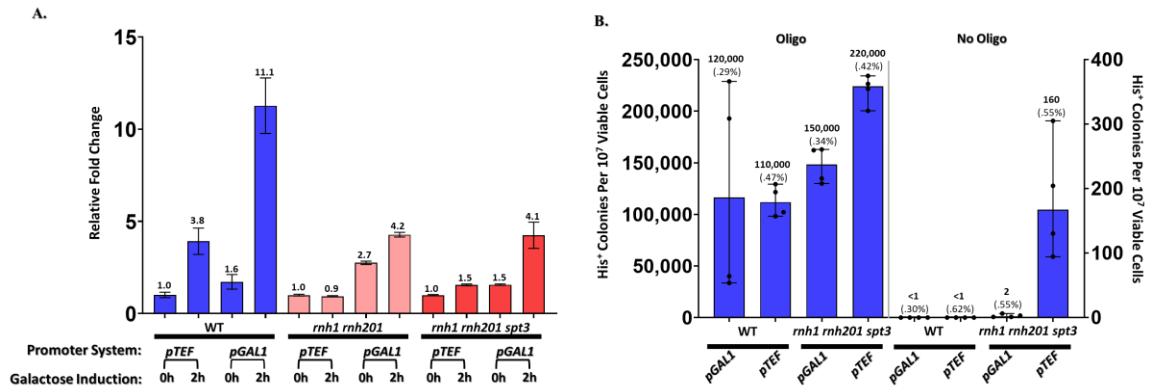 A.
15
10
5
0
Relative Fold Change
1.0
3.8
1.6
11.1
1.0
0.9
2.7
4.2
1.0
1.5
1.5
4.1
WT
rnh1 rnh201
rnh1 rnh201 spt3
Promoter System: pTEF pGAL1 pTEF pGAL1 pTEF pGAL1
Galactose Induction: 0h 2h 0h 2h 0h 2h 0h 2h 0h 2h 0h 2h
B.
Oligo
No Oligo
250,000
200,000
150,000
100,000
50,000
0
His+ Colonies Per 10⁷ Viable Cells
400
300
200
100
0
His+ Colonies Per 10⁷ Viable Cells
120,000
(.29%)
110,000
(.47%)
150,000
(.34%)
220,000
(.42%)
<1
(.30%)
<1
(.62%)
2
(.55%)
160
(.55%)
WT
rnh1 rnh201 spt3
WT
rnh1 rnh201 spt3
pGAL1
pTEF
pGAL1
pTEF
pGAL1
pTEF
pGAL1
pTEF